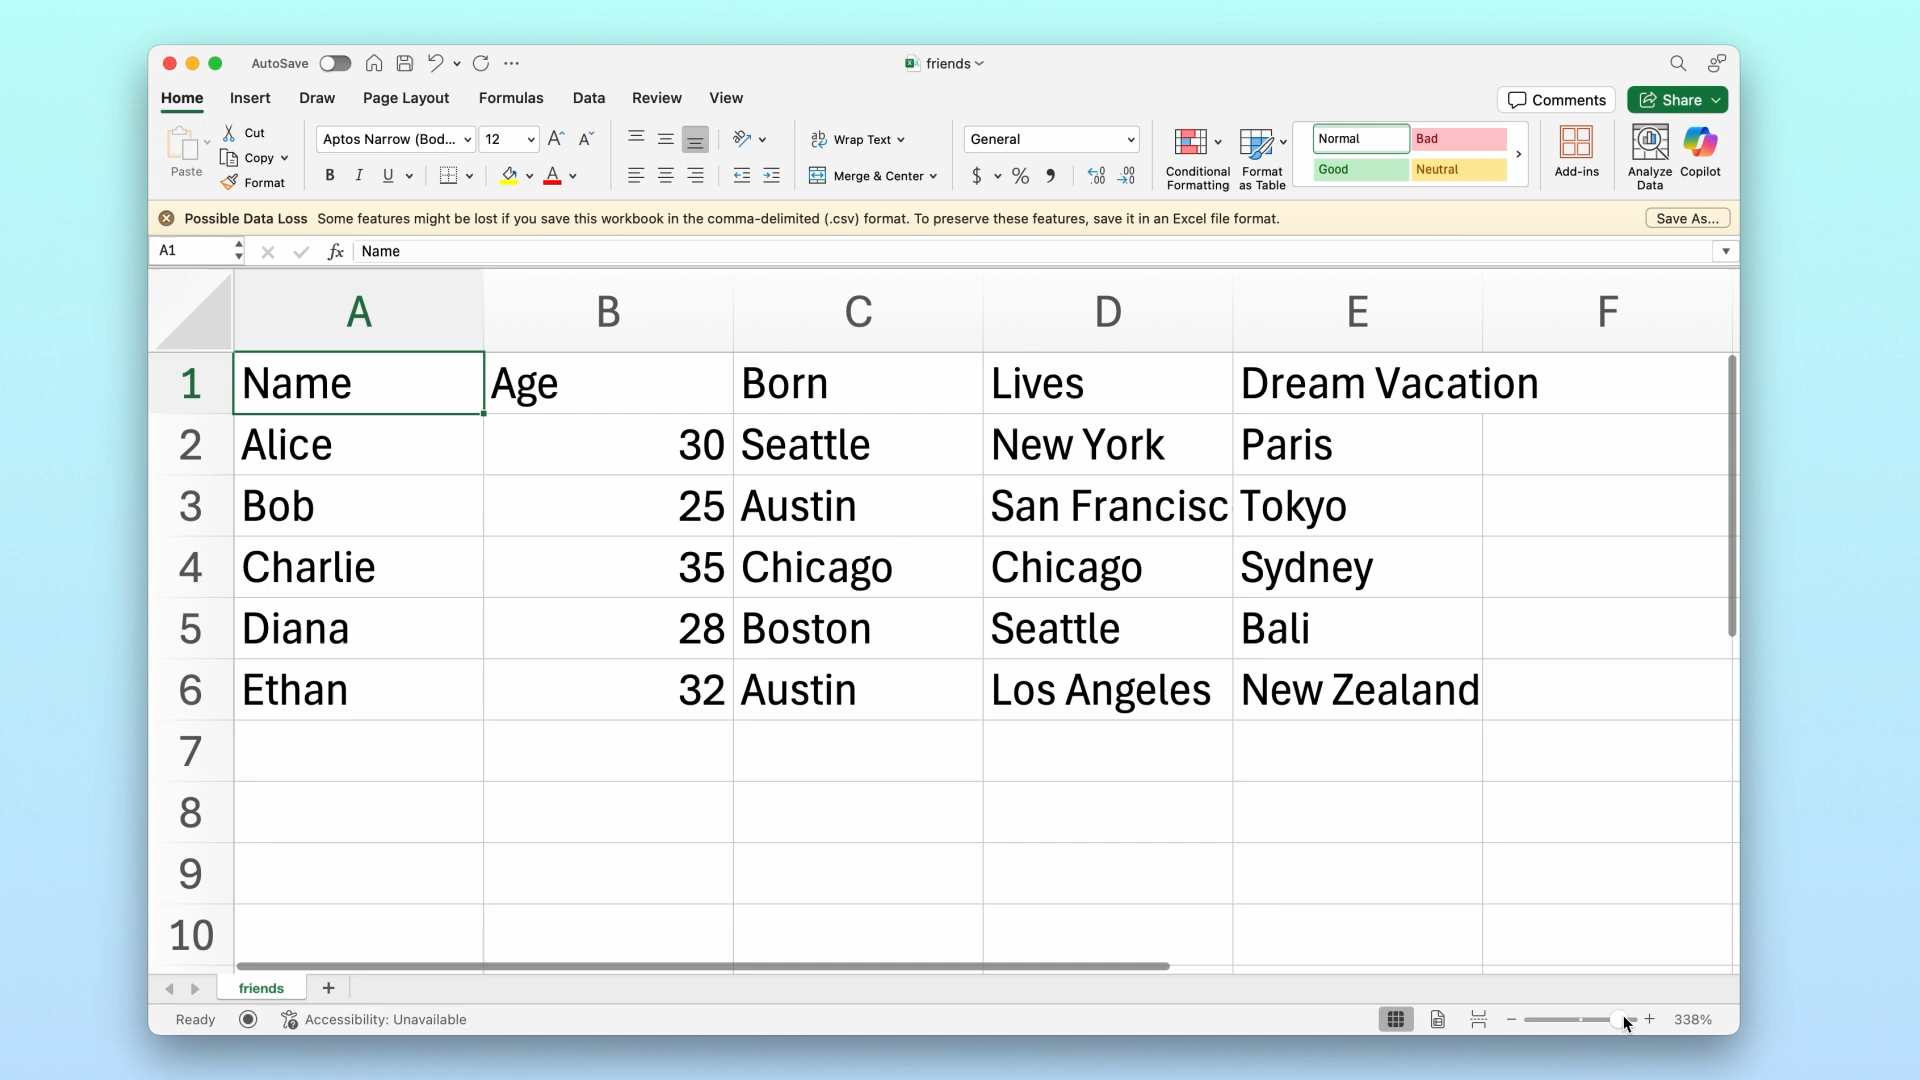 AutoSave
friends
Home Insert Draw Page Layout Formulas Data Review View
Comments Share
Paste
Cut
Copy
Format
Aptos Narrow (Bod... 12
B I U
Wrap Text
Merge & Center
General
$ % 9
Conditional Formatting
Format as Table
Normal Bad
Good Neutral
Add-ins
Analyze Data
Copilot
Possible Data Loss Some features might be lost if you save this workbook in the comma-delimited (.csv) format. To preserve these features, save it in an Excel file format. Save As...
A1 fx Name
A B C D E F
1 Name Age Born Lives Dream Vacation
2 Alice 30 Seattle New York Paris
3 Bob 25 Austin San Francisc Tokyo
4 Charlie 35 Chicago Chicago Sydney
5 Diana 28 Boston Seattle Bali
6 Ethan 32 Austin Los Angeles New Zealand
7
8
9
10
friends +
Ready Accessibility: Unavailable 338%